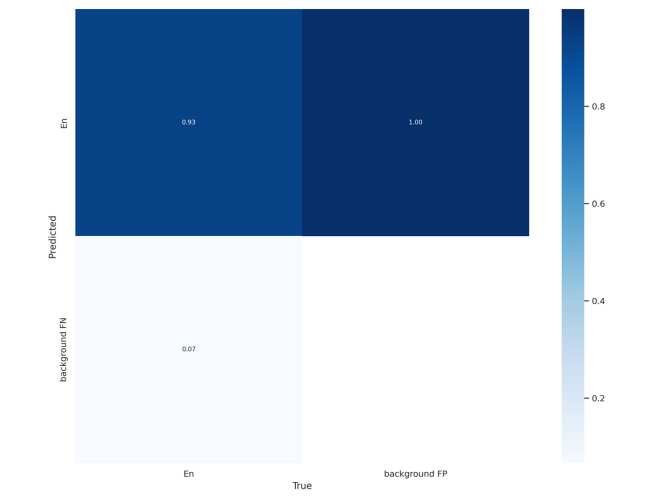 En
0.93
1.00
background FN
0.07
Predicted
En
background FP
True
0.8
0.6
0.4
0.2